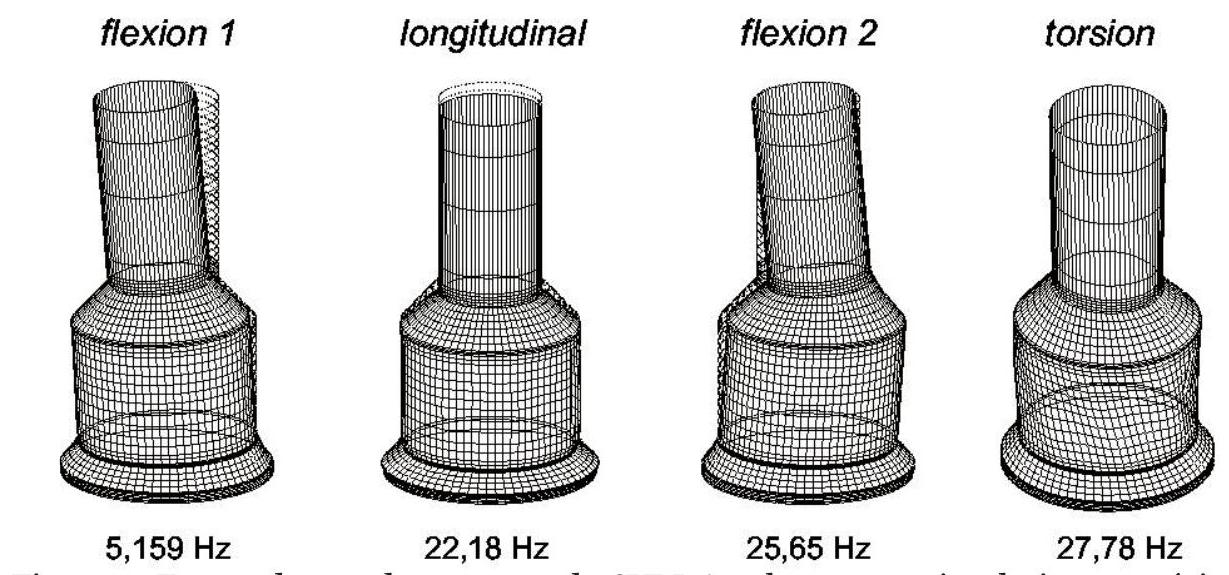 flexion 1
longitudinal
flexion 2
torsion
5,159 Hz
22,18 Hz
25,65 Hz
27,78 Hz